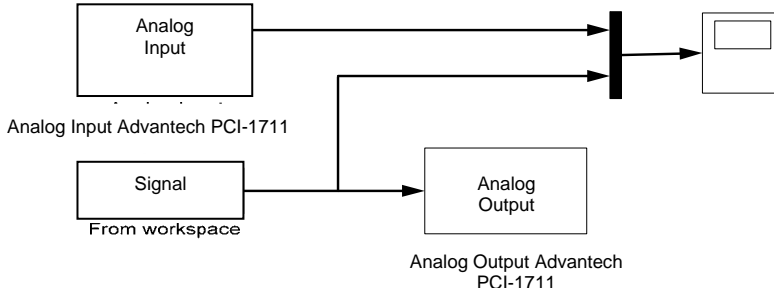 Analog
Input
Analog Input Advantech PCI-1711
Signal
From workspace
Analog
Output
Analog Output Advantech
PCI-1711